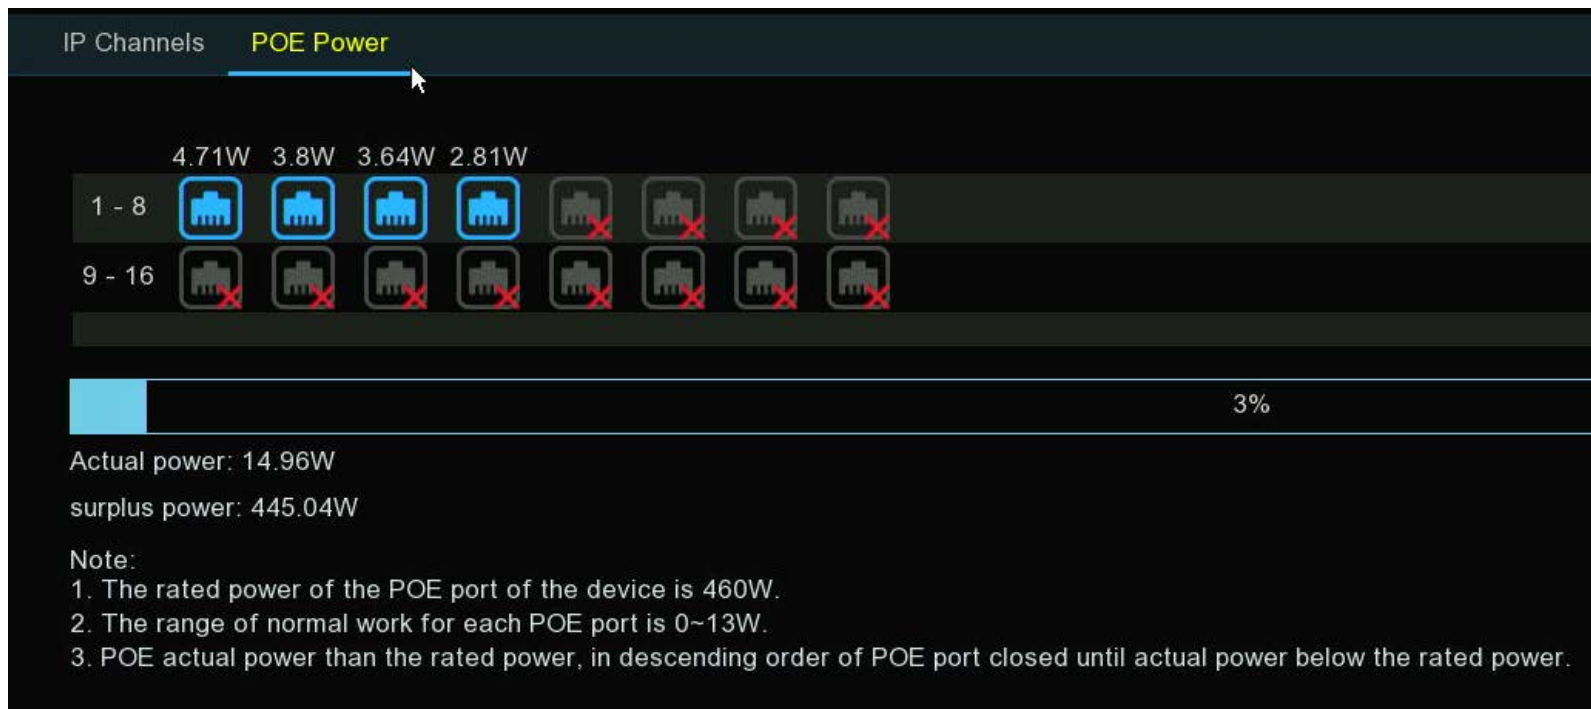 IP Channels POE Power
4.71W 3.8W 3.64W 2.81W
1 - 8
9 - 16
3%
Actual power: 14.96W
surplus power: 445.04W
Note:
1. The rated power of the POE port of the device is 460W.
2. The range of normal work for each POE port is 0~13W.
3. POE actual power than the rated power, in descending order of POE port closed until actual power below the rated power.